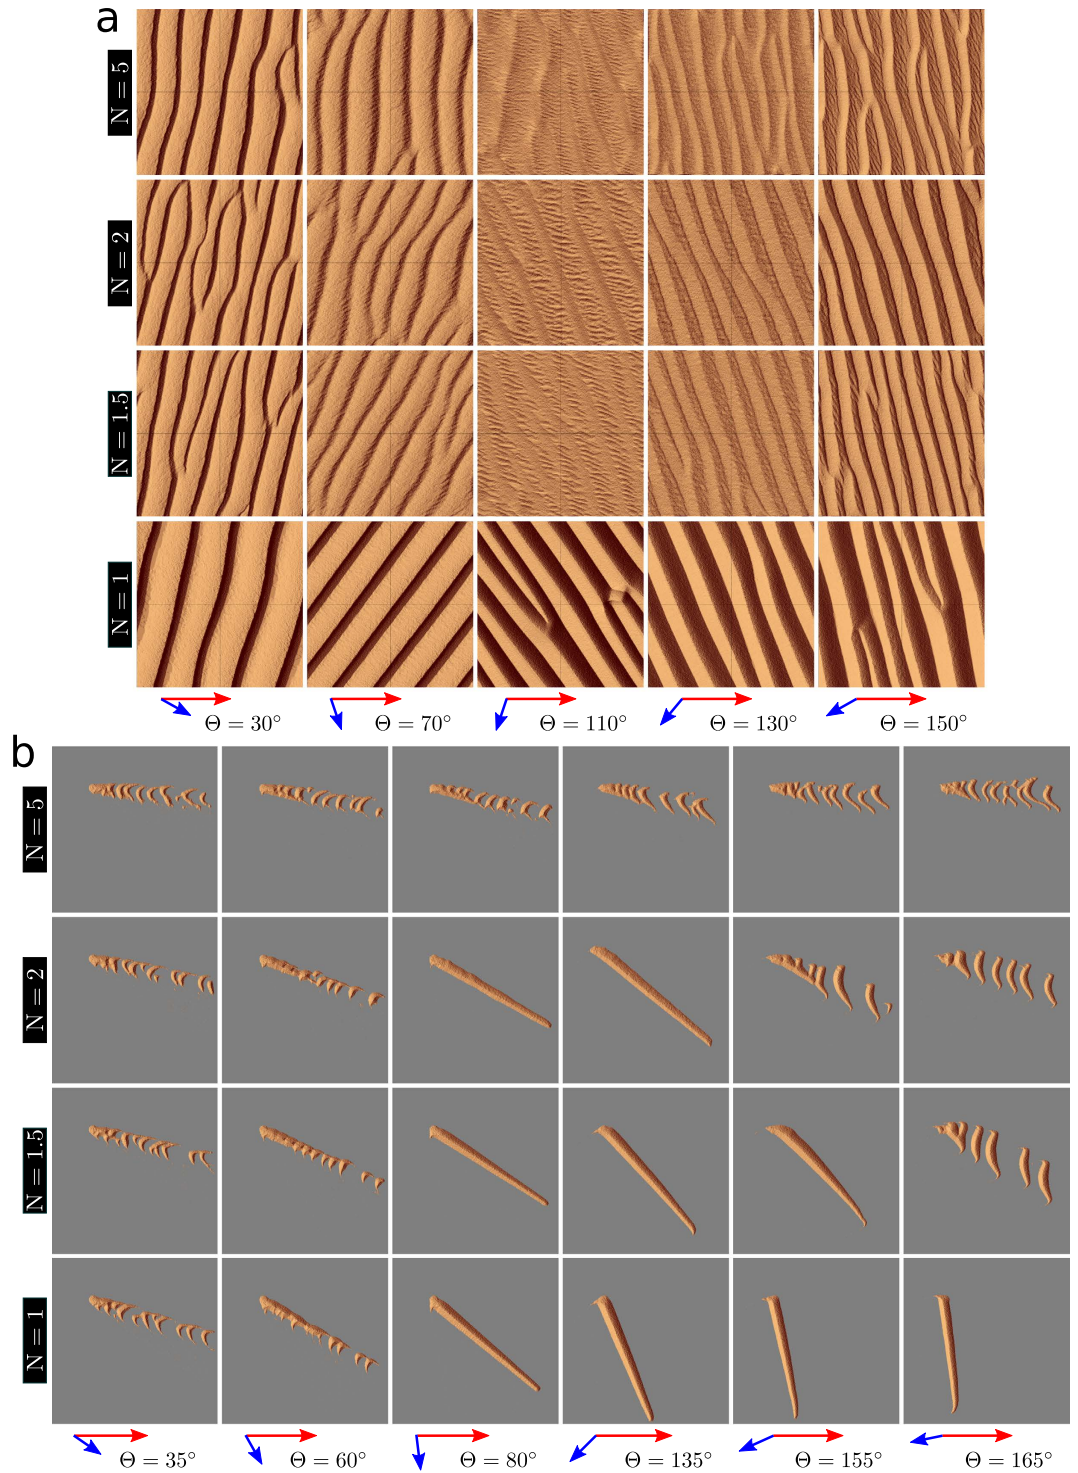 a
N = 5
N = 2
N = 1.5
N = 1
Θ = 30° Θ = 70° Θ = 110° Θ = 130° Θ = 150°
b
N = 5
N = 2
N = 1.5
N = 1
Θ = 35° Θ = 60° Θ = 80° Θ = 135° Θ = 155° Θ = 165°